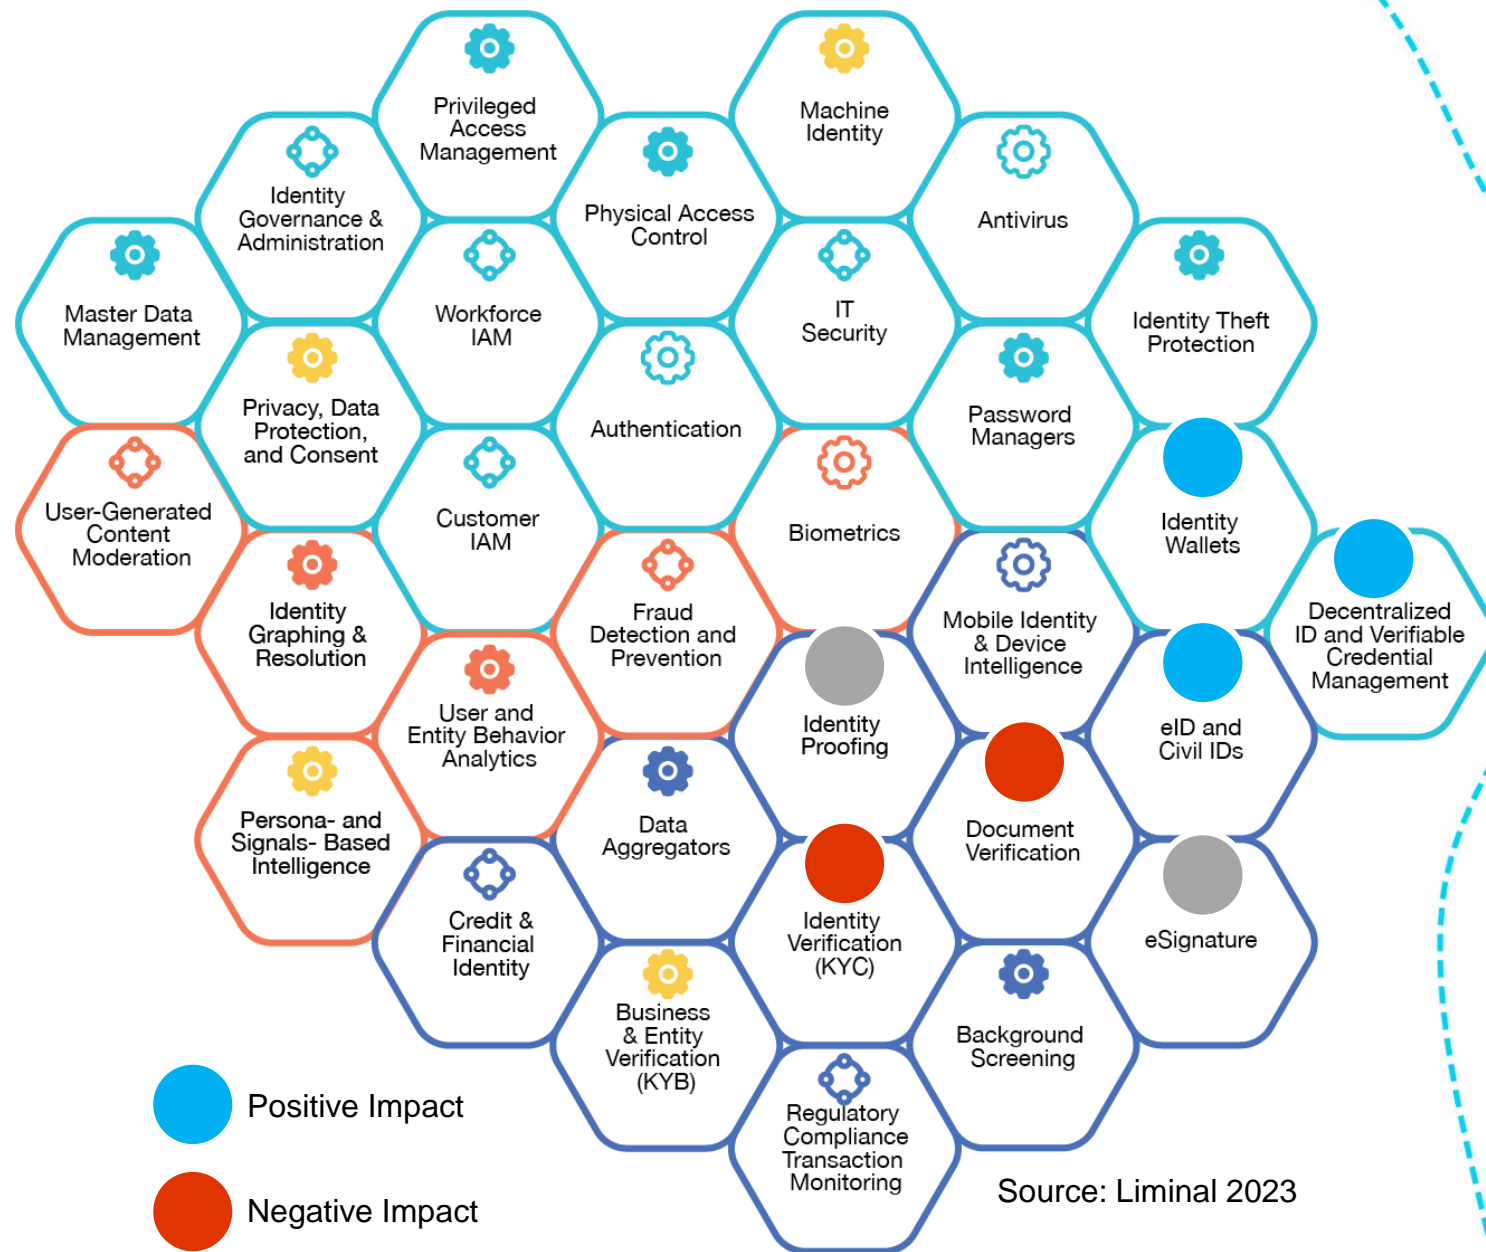 Privileged
Access
Management
Machine
Identity
Identity
Governance &
Administration
Physical Access
Control
Antivirus
Master Data
Management
Workforce
IAM
IT
Security
Identity Theft
Protection
Privacy, Data
Protection,
and Consent
Authentication
Password
Managers
User-Generated
Content
Moderation
Customer
IAM
Biometrics
Identity
Wallets
Identity
Graphing &
Resolution
Fraud
Detection and
Prevention
Mobile Identity
& Device
Intelligence
Decentralized
ID and Verifiable
Credential
Management
User and
Entity Behavior
Analytics
Identity
Proofing
eID and
Civil IDs
Persona- and
Signals- Based
Intelligence
Data
Aggregators
Document
Verification
Credit &
Financial
Identity
Identity
Verification
(KYC)
eSignature
Business
& Entity
Verification
(KYB)
Background
Screening
Regulatory
Compliance
Transaction
Monitoring
Positive Impact
Negative Impact
Source: Liminal 2023